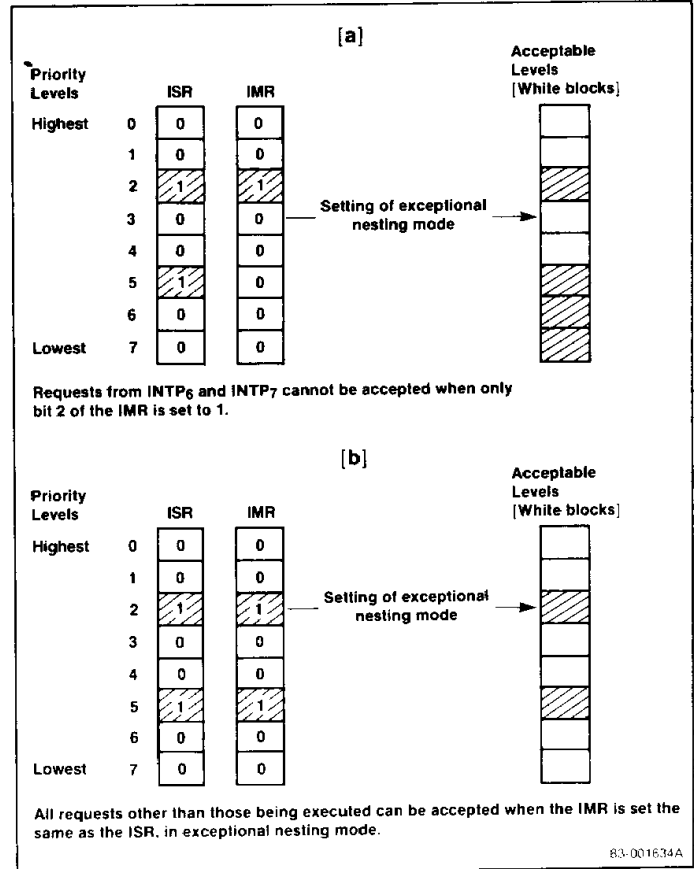 [a]
Priority
Levels
ISR
IMR
Acceptable
Levels
[White blocks]
Highest 0 0 0
1 0 0
2 1 1
3 0 0
Setting of exceptional
nesting mode
4 0 0
5 1 0
6 0 0
Lowest 7 0 0
Requests from INTP6 and INTP7 cannot be accepted when only
bit 2 of the IMR is set to 1.
[b]
Priority
Levels
ISR
IMR
Acceptable
Levels
[White blocks]
Highest 0 0 0
1 0 0
2 1 1
Setting of exceptional
nesting mode
3 0 0
4 0 0
5 1 1
6 0 0
Lowest 7 0 0
All requests other than those being executed can be accepted when the IMR is set the
same as the ISR, in exceptional nesting mode.
83-001634A